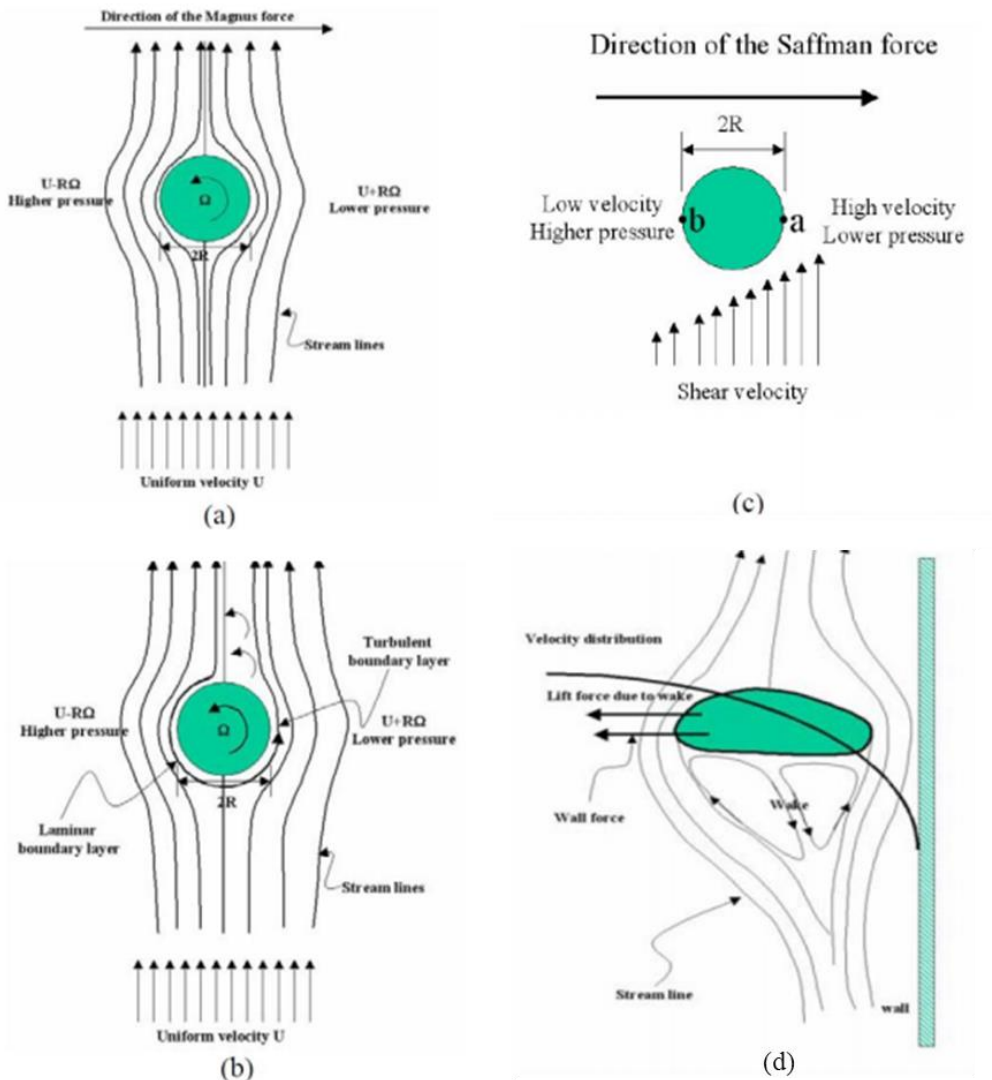 Direction of the Magnus force
U-RΩ
Higher pressure
Ω
U+RΩ
Lower pressure
2R
Stream lines
Uniform velocity U
(a)
Direction of the Saffman force
2R
Low velocity
Higher pressure
b
a
High velocity
Lower pressure
Shear velocity
(c)
Turbulent
boundary layer
U-RΩ
Higher pressure
Ω
U+RΩ
Lower pressure
2R
Laminar
boundary layer
Stream lines
Uniform velocity U
(b)
Velocity distribution
Lift force due to wake
Wall force
Wake
Stream line
wall
(d)